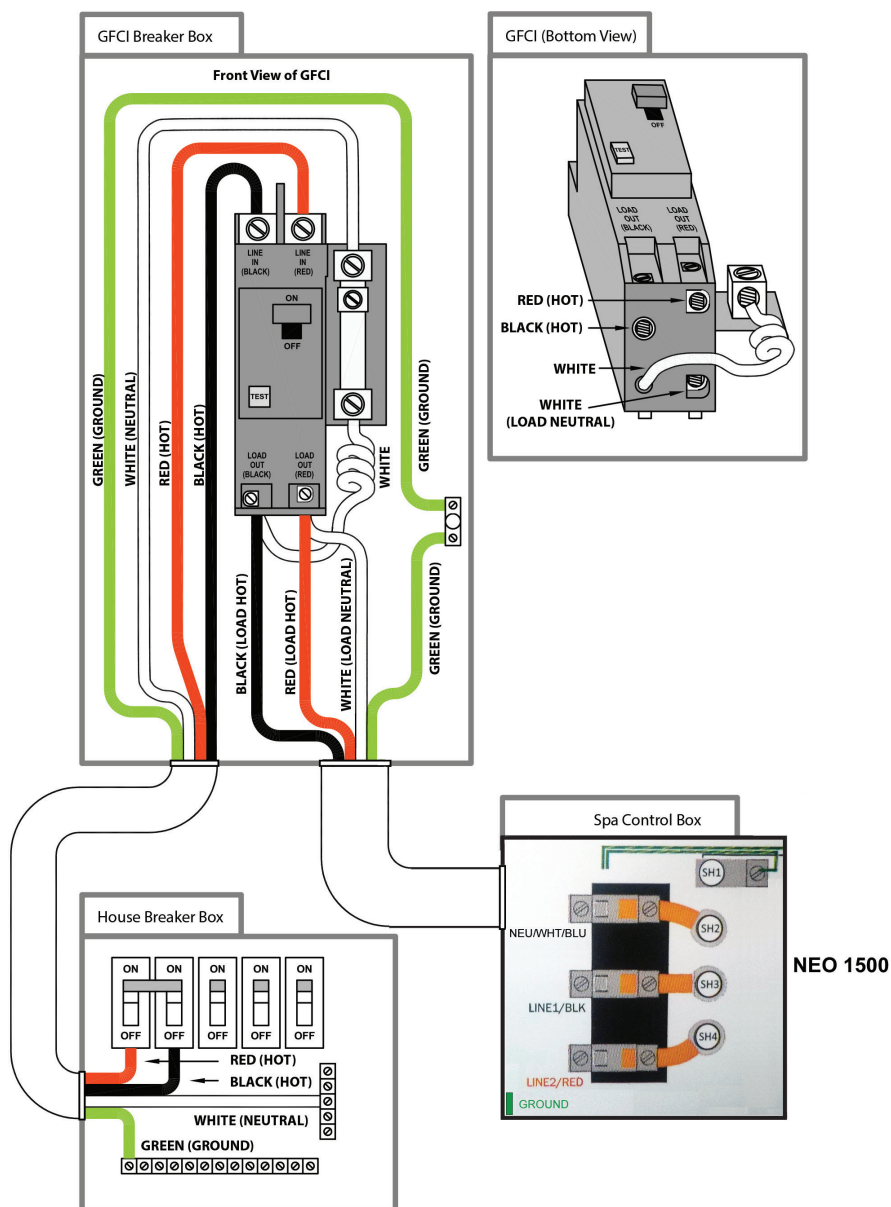 GFCI Breaker Box
Front View of GFCI
LINE
IN
(BLACK)
LINE
IN
(RED)
ON
OFF
TEST
LOAD
OUT
(BLACK)
LOAD
OUT
(RED)
GREEN (GROUND)
WHITE (NEUTRAL)
RED (HOT)
BLACK (HOT)
WHITE
GREEN (GROUND)
BLACK (LOAD HOT)
RED (LOAD HOT)
WHITE (LOAD NEUTRAL)
GREEN (GROUND)
GFCI (Bottom View)
OFF
TEST
LOAD
OUT
(BLACK)
LOAD
OUT
(RED)
RED (HOT)
BLACK (HOT)
WHITE
WHITE
(LOAD NEUTRAL)
Spa Control Box
SH1
NEU/WHT/BLU
SH2
LINE1/BLK
SH3
SH4
LINE2/RED
GROUND
NEO 1500
House Breaker Box
ON ON ON ON ON
OFF OFF OFF OFF OFF
RED (HOT)
BLACK (HOT)
WHITE (NEUTRAL)
GREEN (GROUND)